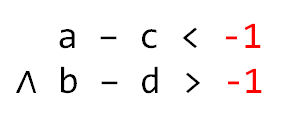 a – c < -1
∧ b – d > -1